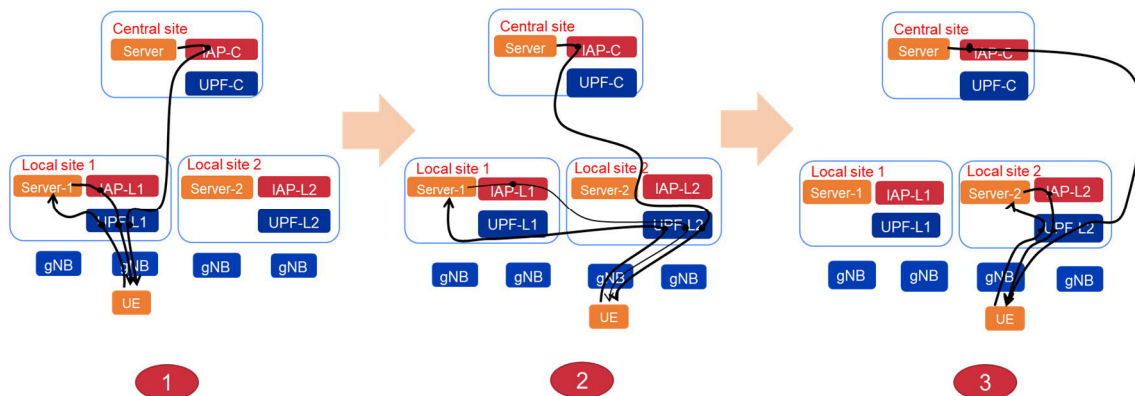 Central site
Server
IAP-C
UPF-C
Local site 1
Server-1
IAP-L1
UPF-L1
Local site 2
Server-2
IAP-L2
UPF-L2
gNB
gNB
gNB
gNB
UE
1
Central site
Server
IAP-C
UPF-C
Local site 1
Server-1
IAP-L1
UPF-L1
Local site 2
Server-2
IAP-L2
UPF-L2
gNB
gNB
gNB
gNB
UE
2
Central site
Server
IAP-C
UPF-C
Local site 1
Server-1
IAP-L1
UPF-L1
Local site 2
Server-2
IAP-L2
UPF-L2
gNB
gNB
gNB
gNB
UE
3